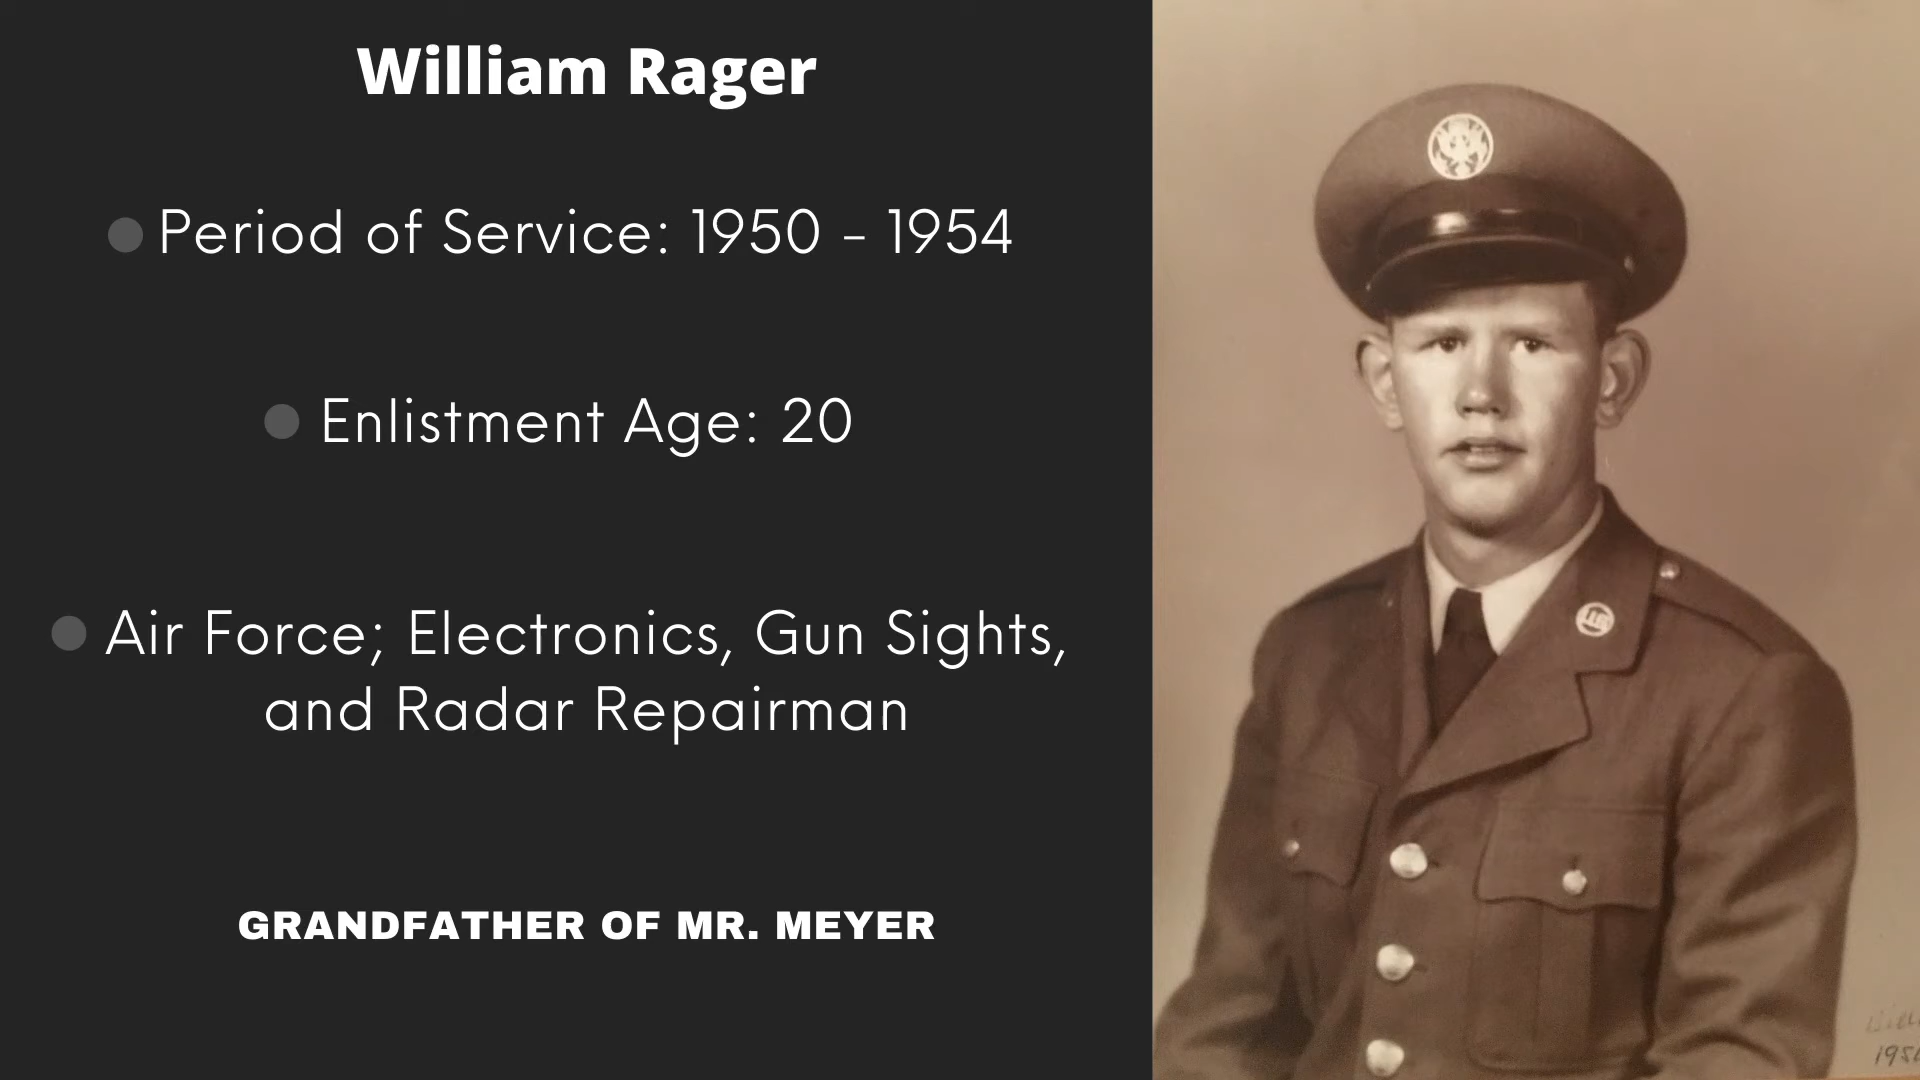 William Rager
Period of Service: 1950 - 1954
Enlistment Age: 20
Air Force; Electronics, Gun Sights,
and Radar Repairman
GRANDFATHER OF MR. MEYER